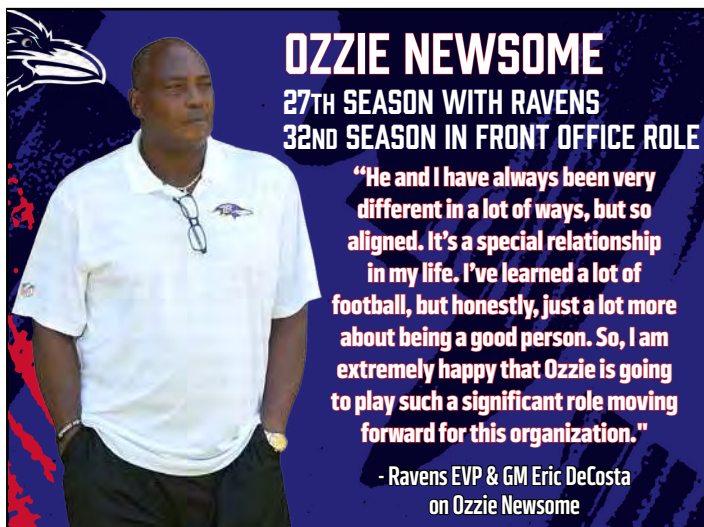 OZZIE NEWSOME
27TH SEASON WITH RAVENS
32ND SEASON IN FRONT OFFICE ROLE
“He and I have always been very
different in a lot of ways, but so
aligned. It’s a special relationship
in my life. I’ve learned a lot of
football, but honestly, just a lot more
about being a good person. So, I am
extremely happy that Ozzie is going
to play such a significant role moving
forward for this organization."
- Ravens EVP & GM Eric DeCosta
on Ozzie Newsome